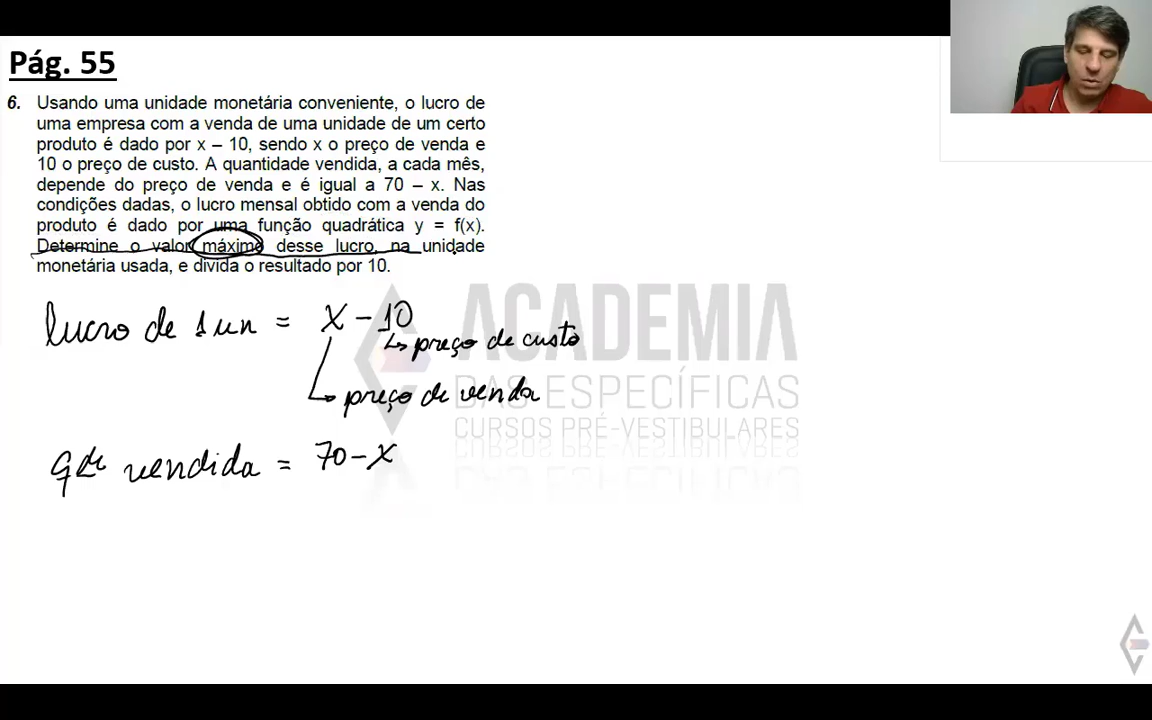 Pág. 55
6. Usando uma unidade monetária conveniente, o lucro de
uma empresa com a venda de uma unidade de um certo
produto é dado por x – 10, sendo x o preço de venda e
10 o preço de custo. A quantidade vendida, a cada mês,
depende do preço de venda e é igual a 70 – x. Nas
condições dadas, o lucro mensal obtido com a venda do
produto é dado por uma função quadrática y = f(x).
Determine o valor máximo desse lucro, na unidade
monetária usada, e divida o resultado por 10.
lucro de 1 un = x - 10
↳ preço de custo
↳ preço de venda
qde vendida = 70 - x
ACADEMIA
DAS ESPECÍFICAS
CURSOS PRÉ-VESTIBULARES